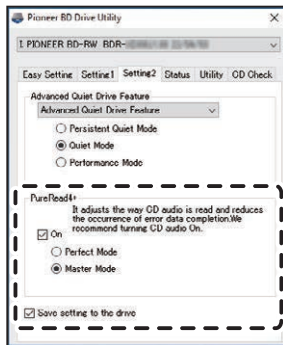 Pioneer BD Drive Utility
1 PIONEER BD-RW BDR-
Easy Setting Setting1 Setting2 Status Utility CD Check
Advanced Quiet Drive Feature
Advanced Quiet Drive Feature
Persistent Quiet Mode
Quiet Mode
Performance Mode
PureRead4+
It adjusts the way CD audio is read and reduces
the occurrence of error data completion.We
recommond turning CD audio On.
On
Perfect Mode
Master Mode
Save setting to the drive